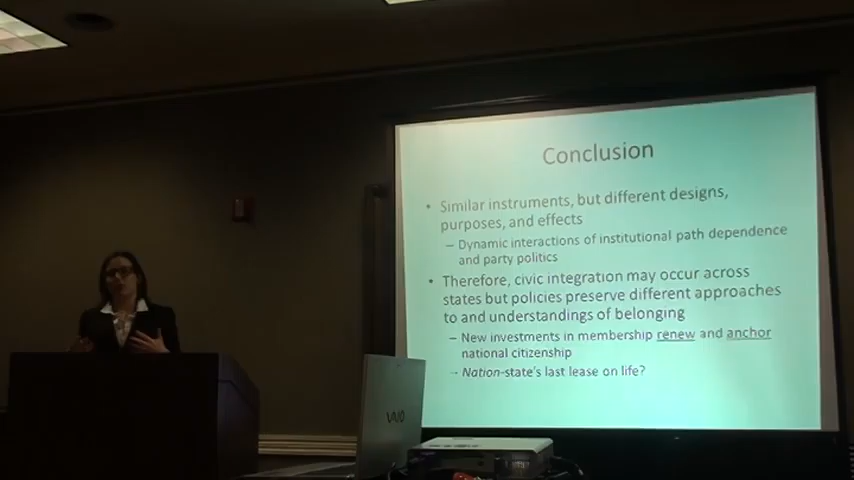 Conclusion
• Similar instruments, but different designs,
purposes, and effects
– Dynamic interactions of institutional path dependence
and party politics
• Therefore, civic integration may occur across
states but policies preserve different approaches
to and understandings of belonging
– New investments in membership renew and anchor
national citizenship
– Nation-state's last lease on life?
VAIO